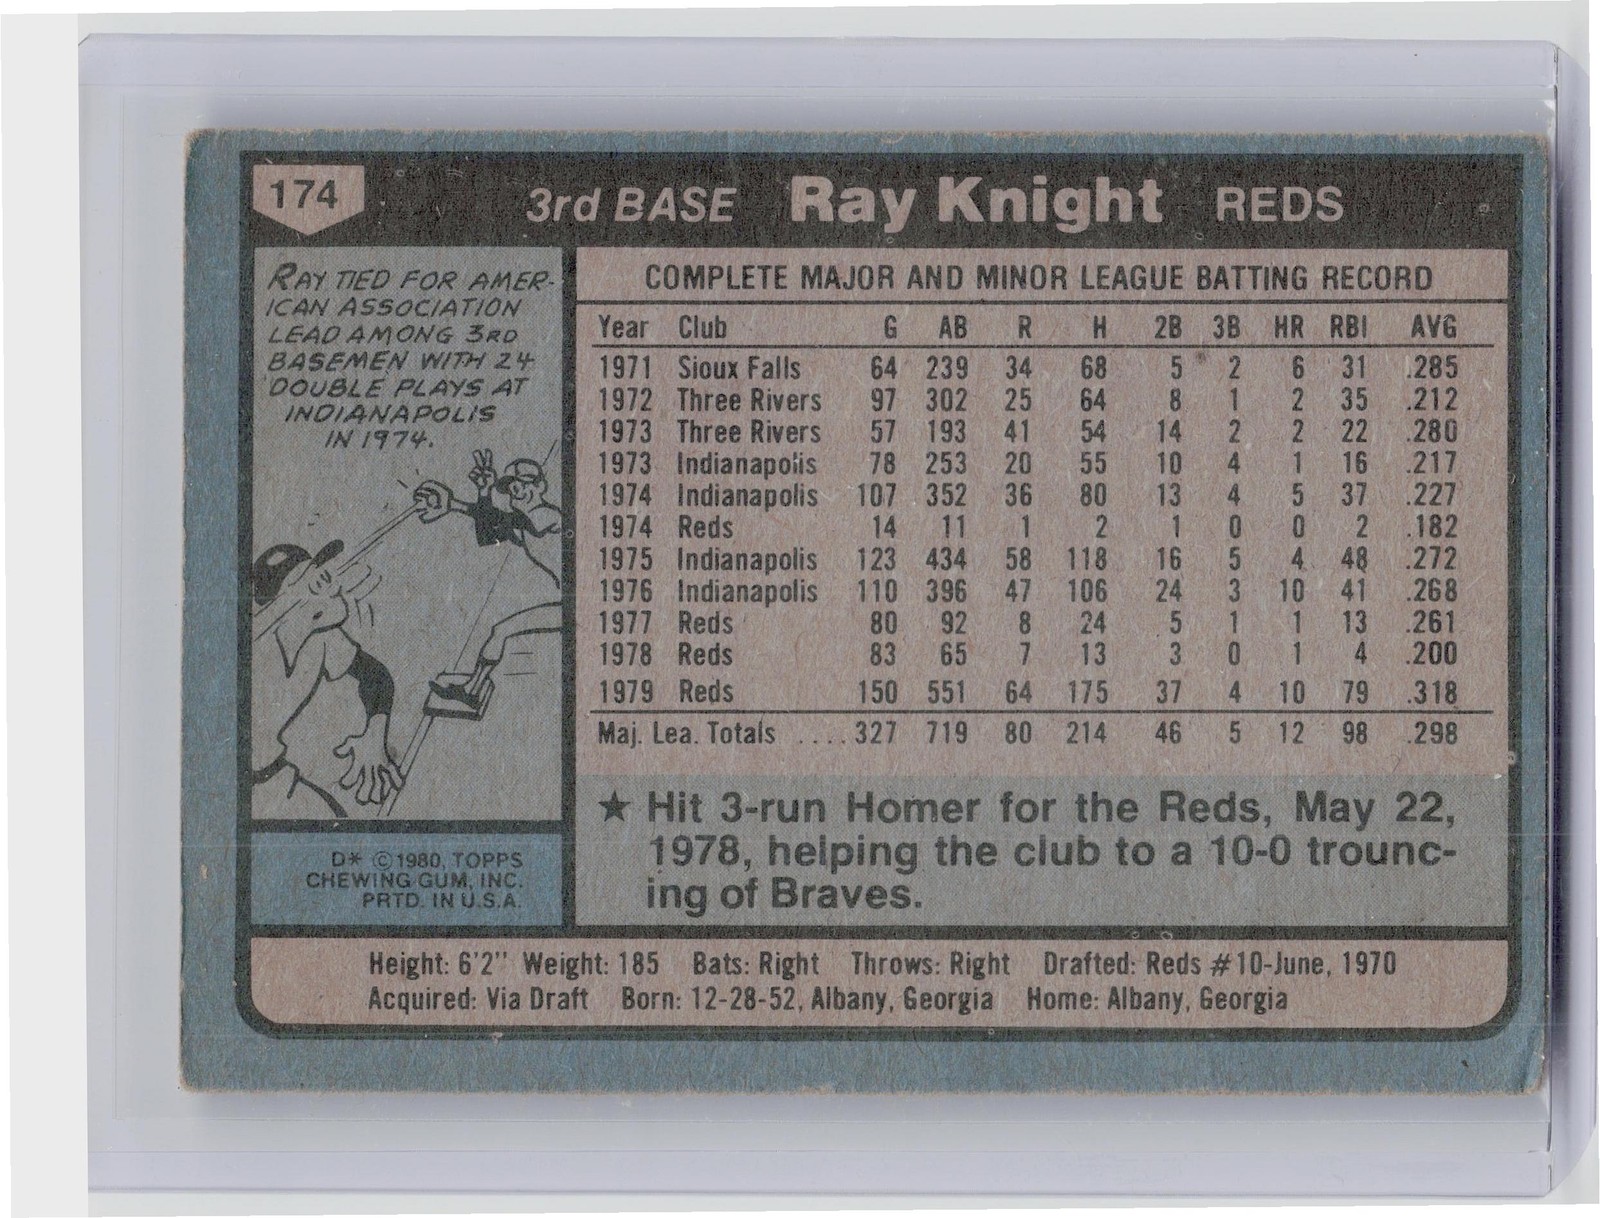 174
3rd BASE Ray Knight REDS
RAY TIED FOR AMER-
ICAN ASSOCIATION
LEAD AMONG 3RD
BASEMEN WITH 24
DOUBLE PLAYS AT
INDIANAPOLIS
IN 1974.
COMPLETE MAJOR AND MINOR LEAGUE BATTING RECORD
Year Club G AB R H 2B 3B HR RBI AVG
1971 Sioux Falls 64 239 34 68 5 2 6 31 .285
1972 Three Rivers 97 302 25 64 8 1 2 35 .212
1973 Three Rivers 57 193 41 54 14 2 2 22 .280
1973 Indianapolis 78 253 20 55 10 4 1 16 .217
1974 Indianapolis 107 352 36 80 13 4 5 37 .227
1974 Reds 14 11 1 2 1 0 0 2 .182
1975 Indianapolis 123 434 58 118 16 5 4 48 .272
1976 Indianapolis 110 396 47 106 24 3 10 41 .268
1977 Reds 80 92 8 24 5 1 1 13 .261
1978 Reds 83 65 7 13 3 0 1 4 .200
1979 Reds 150 551 64 175 37 4 10 79 .318
Maj. Lea. Totals ....327 719 80 214 46 5 12 98 .298
★ Hit 3-run Homer for the Reds, May 22,
1978, helping the club to a 10-0 trounc-
ing of Braves.
D* ©1980, TOPPS
CHEWING GUM, INC.
PRTD. IN U.S.A.
Height: 6'2" Weight: 185 Bats: Right Throws: Right Drafted: Reds #10-June, 1970
Acquired: Via Draft Born: 12-28-52, Albany, Georgia Home: Albany, Georgia